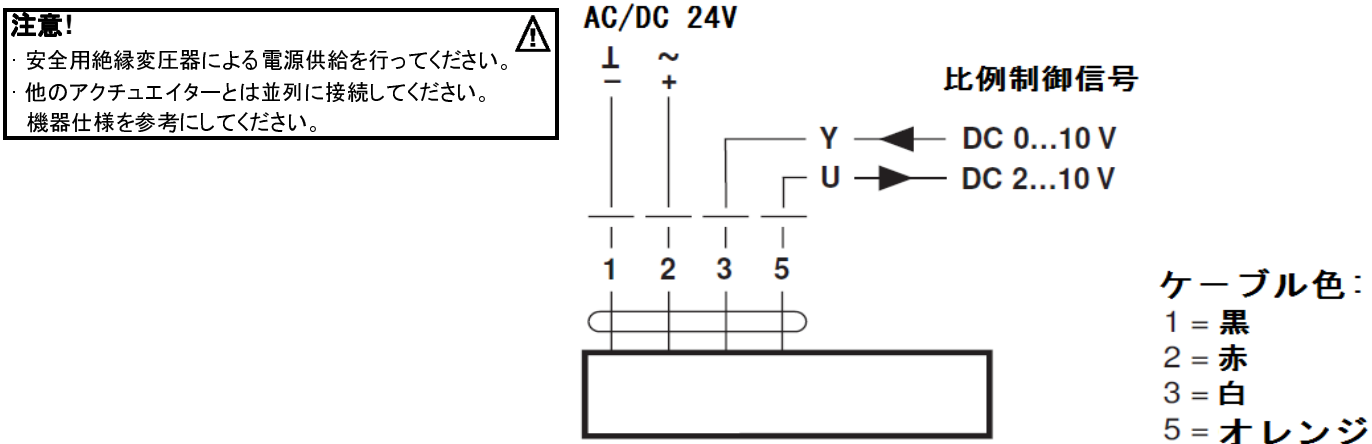 注意!
· 安全用絶縁変圧器による電源供給を行ってください。
· 他のアクチュエイターとは並列に接続してください。
機器仕様を参考にしてください。
AC/DC 24V
⊥ ~
− +
比例制御信号
Y DC 0...10 V
U DC 2...10 V
1 2 3 5
ケーブル色:
1 = 黒
2 = 赤
3 = 白
5 = オレンジ